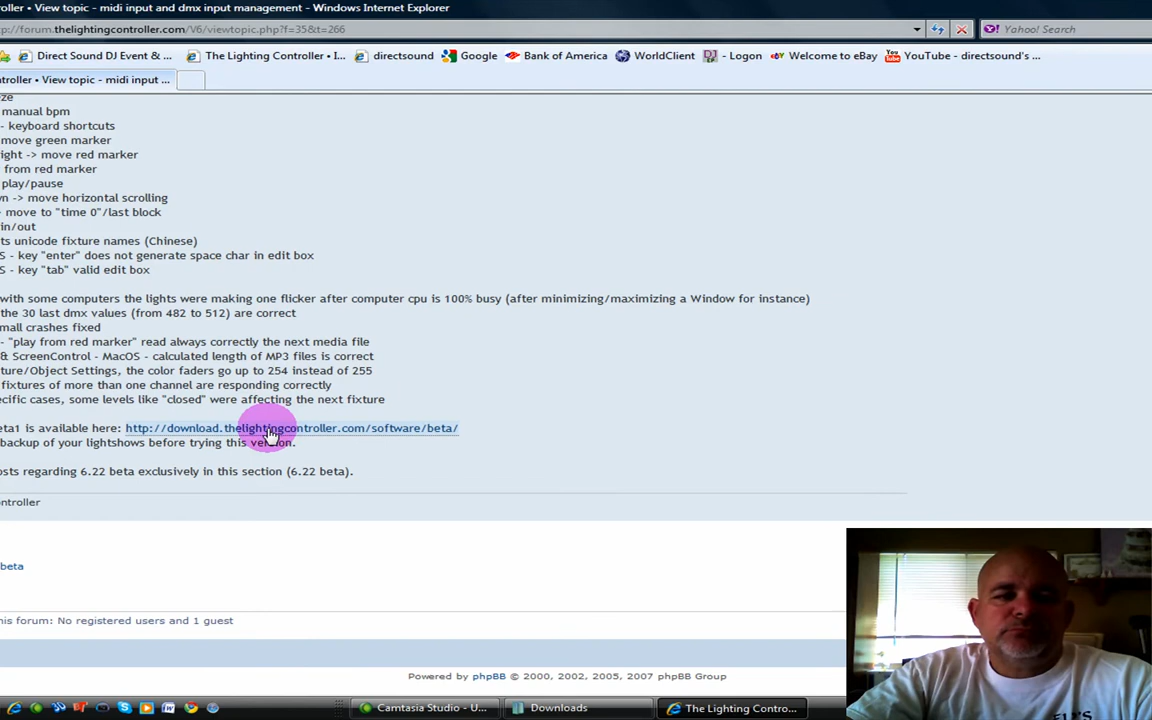 ller • View topic - midi input and dmx input management - Windows Internet Explorer
p://forum.thelightingcontroller.com/V6/viewtopic.php?f=35&t=266
Yahoo! Search
Direct Sound DJ Event & ... The Lighting Controller • I... directsound Google Bank of America WorldClient - Logon Welcome to eBay YouTube - directsound's ...
ntroller • View topic - midi input ...
eze
manual bpm
- keyboard shortcuts
move green marker
right -> move red marker
from red marker
play/pause
wn -> move horizontal scrolling
move to "time 0"/last block
in/out
ts unicode fixture names (Chinese)
S - key "enter" does not generate space char in edit box
S - key "tab" valid edit box
with some computers the lights were making one flicker after computer cpu is 100% busy (after minimizing/maximizing a Window for instance)
the 30 last dmx values (from 482 to 512) are correct
mall crashes fixed
- "play from red marker" read always correctly the next media file
& ScreenControl - MacOS - calculated length of MP3 files is correct
ture/Object Settings, the color faders go up to 254 instead of 255
fixtures of more than one channel are responding correctly
ecific cases, some levels like "closed" were affecting the next fixture
eta1 is available here: http://download.thelightingcontroller.com/software/beta/
backup of your lightshows before trying this version.
osts regarding 6.22 beta exclusively in this section (6.22 beta).
ontroller
beta
his forum: No registered users and 1 guest
Powered by phpBB © 2000, 2002, 2005, 2007 phpBB Group
Camtasia Studio - U... Downloads The Lighting Contro...